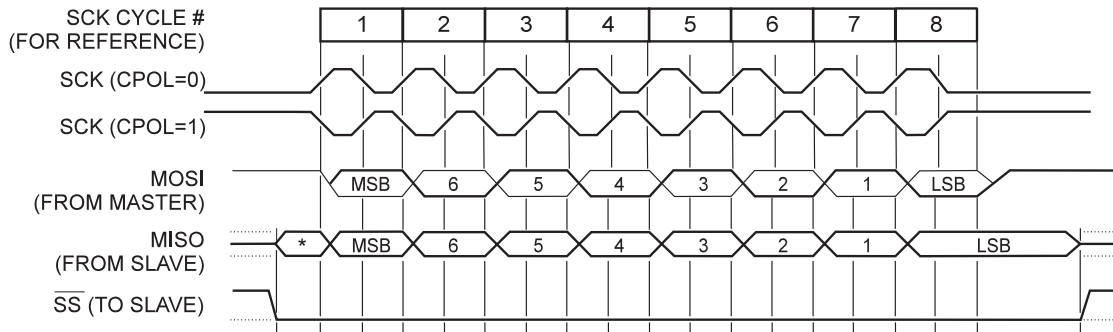 SCK CYCLE # 1 2 3 4 5 6 7 8
(FOR REFERENCE)
SCK (CPOL=0)
SCK (CPOL=1)
MOSI MSB 6 5 4 3 2 1 LSB
(FROM MASTER)
MISO * MSB 6 5 4 3 2 1 LSB
(FROM SLAVE)
SS (TO SLAVE)